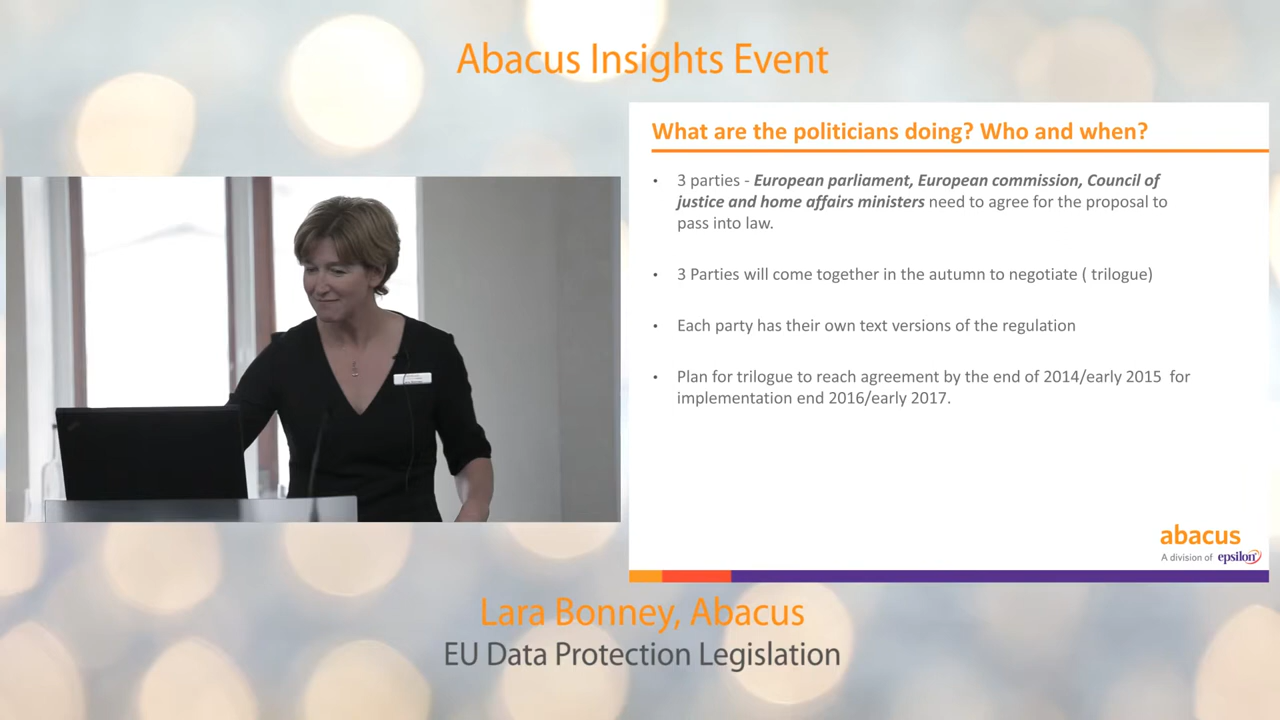 Abacus Insights Event
What are the politicians doing? Who and when?
• 3 parties - European parliament, European commission, Council of
justice and home affairs ministers need to agree for the proposal to
pass into law.
• 3 Parties will come together in the autumn to negotiate ( trilogue)
• Each party has their own text versions of the regulation
• Plan for trilogue to reach agreement by the end of 2014/early 2015 for
implementation end 2016/early 2017.
abacus
A division of epsilon
Lara Bonney, Abacus
EU Data Protection Legislation